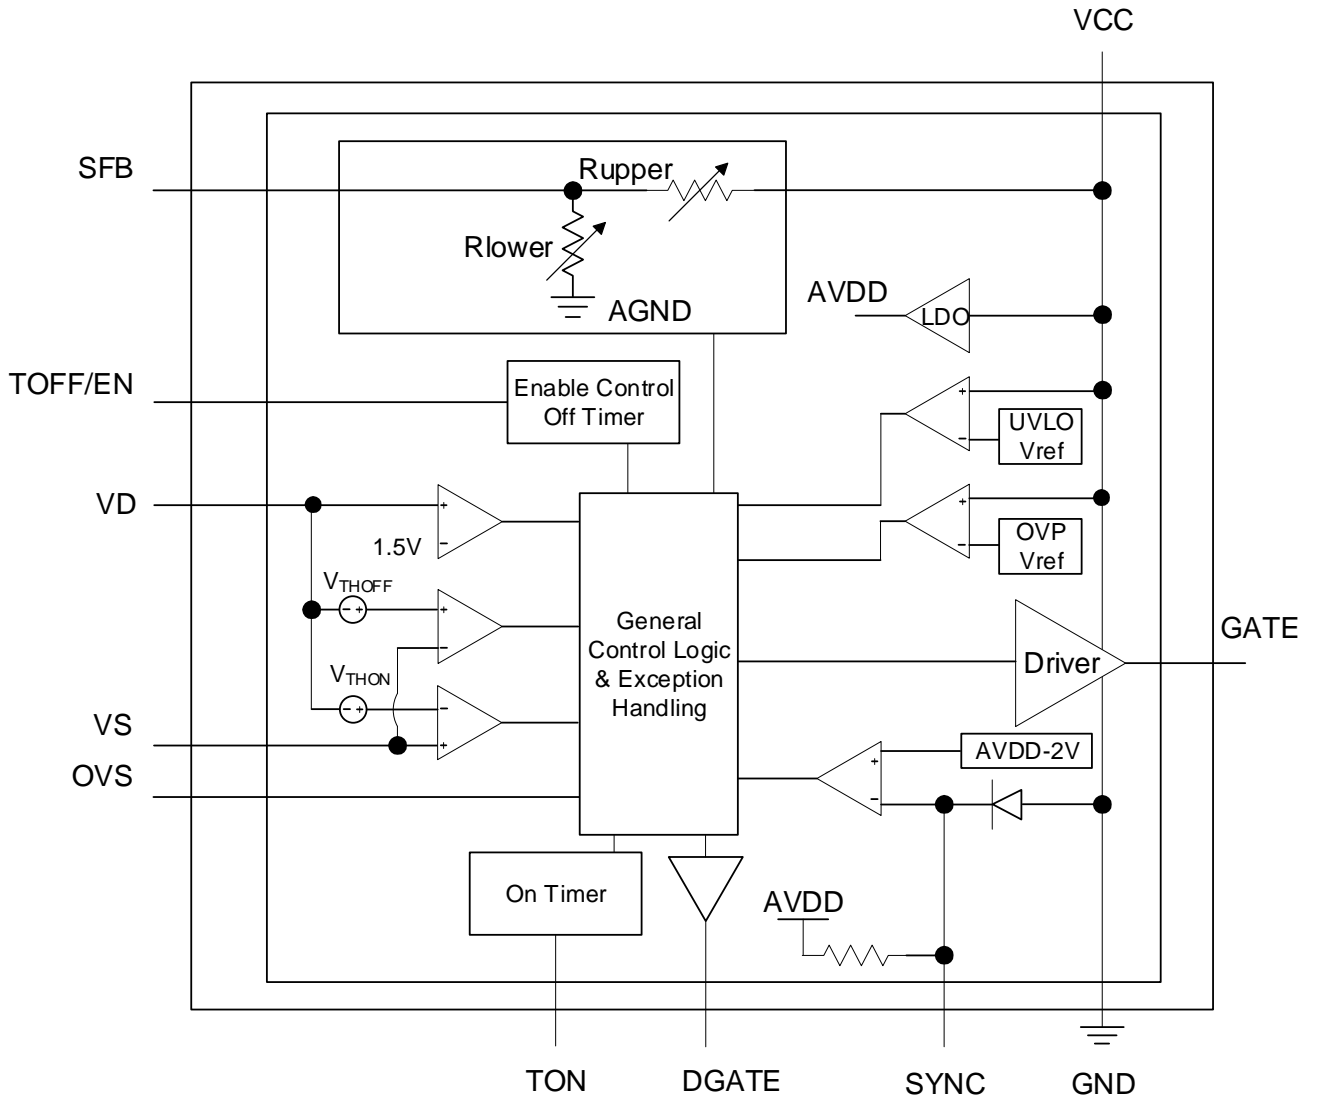 VCC
SFB
Rupper
Rlower
AGND
AVDD
LDO
TOFF/EN
Enable Control
Off Timer
+
−
UVLO
Vref
VD
+
−
1.5V
+
−
OVP
Vref
VTHOFF
− +
+
−
General
Control Logic
& Exception
Handling
Driver
GATE
VTHON
− +
−
+
VS
OVS
AVDD-2V
+
−
On Timer
AVDD
TON
DGATE
SYNC
GND